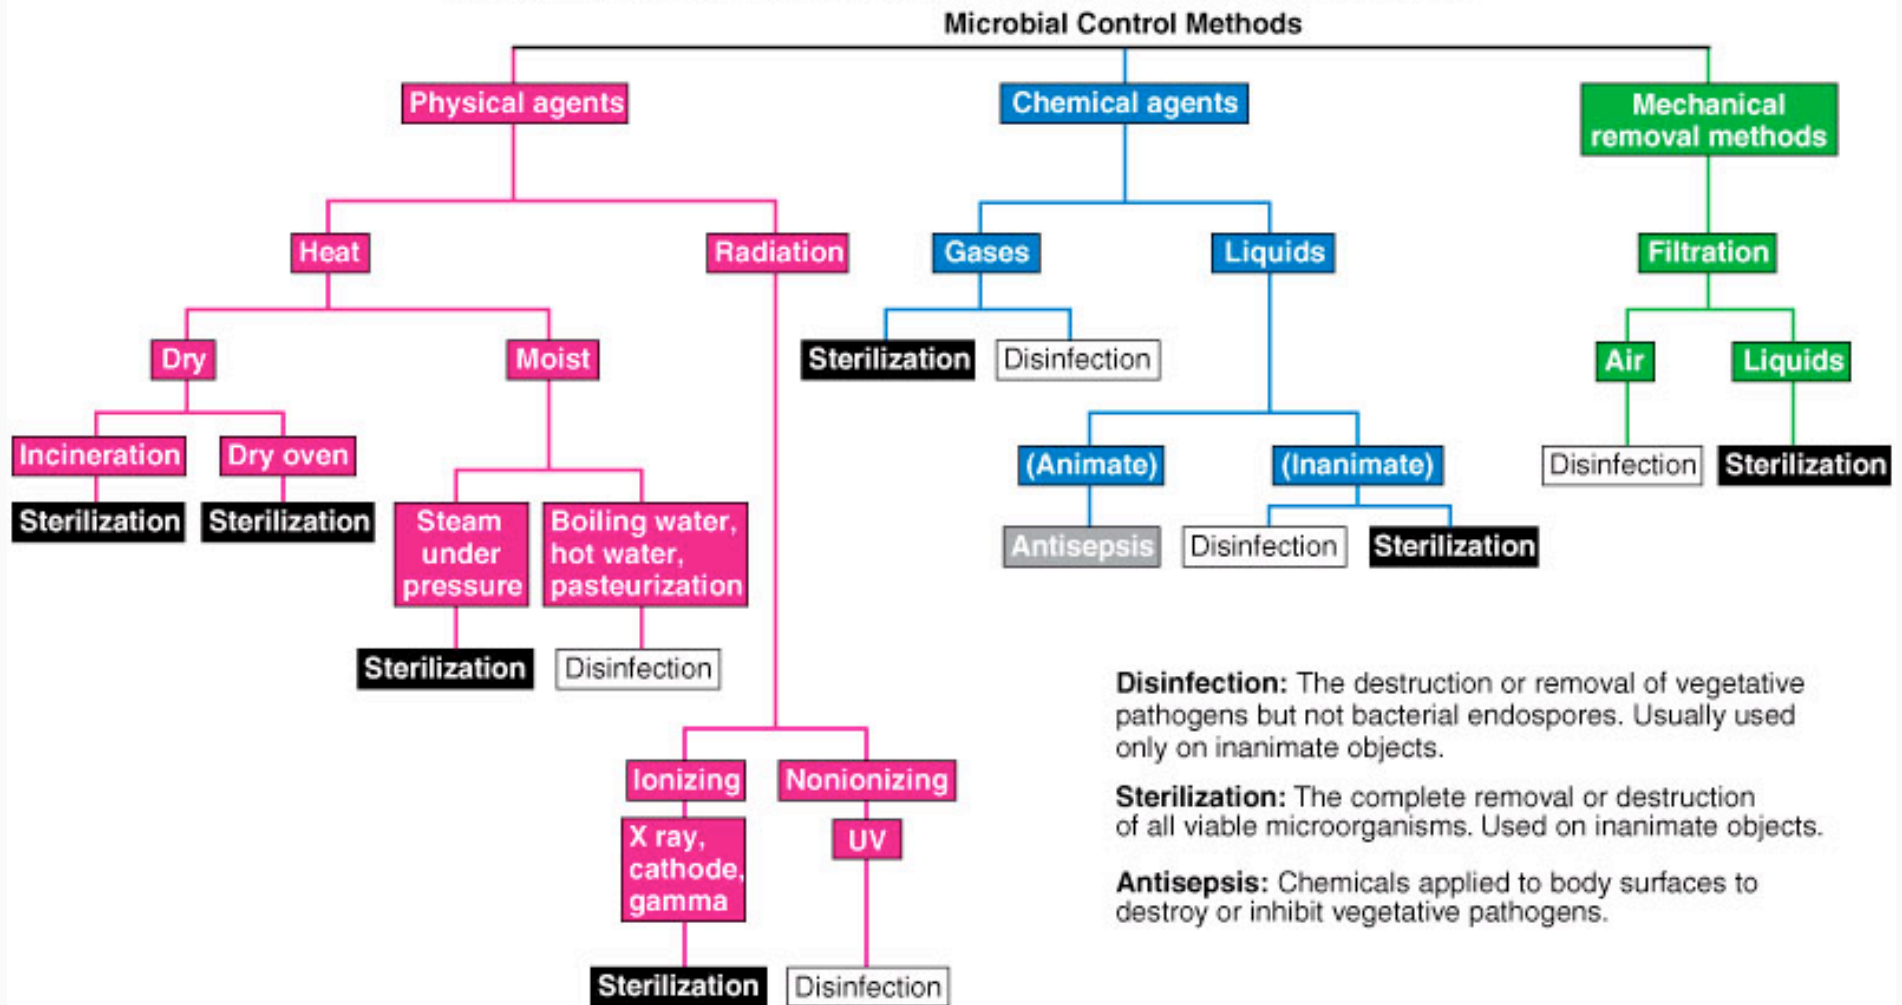 Microbial Control Methods
Physical agents
Chemical agents
Mechanical
removal methods
Heat
Radiation
Gases
Liquids
Filtration
Dry
Moist
Sterilization
Disinfection
Air
Liquids
Incineration
Dry oven
(Animate)
(Inanimate)
Disinfection
Sterilization
Sterilization
Sterilization
Steam
under
pressure
Boiling water,
hot water,
pasteurization
Antisepsis
Disinfection
Sterilization
Sterilization
Disinfection
Ionizing
Nonionizing
X ray,
cathode,
gamma
UV
Sterilization
Disinfection
Disinfection: The destruction or removal of vegetative
pathogens but not bacterial endospores. Usually used
only on inanimate objects.
Sterilization: The complete removal or destruction
of all viable microorganisms. Used on inanimate objects.
Antisepsis: Chemicals applied to body surfaces to
destroy or inhibit vegetative pathogens.